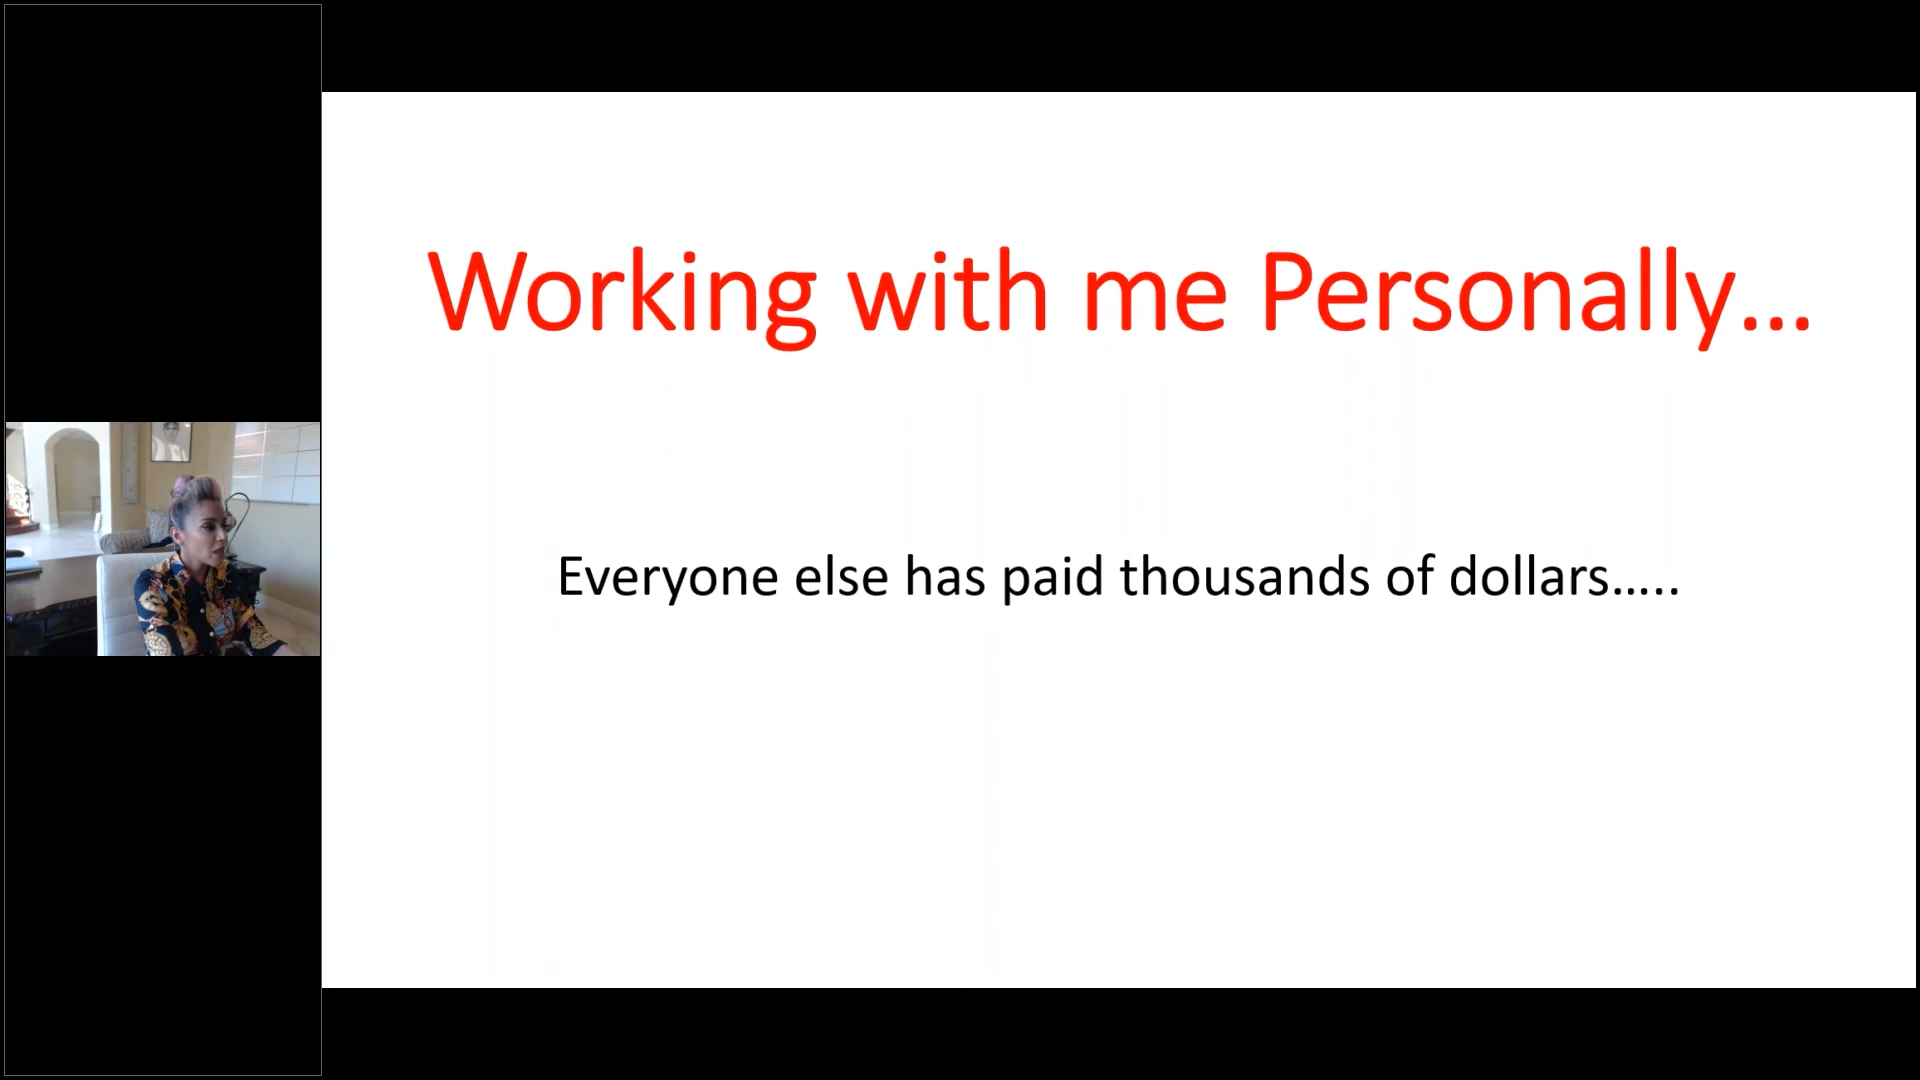 Working with me Personally...
Everyone else has paid thousands of dollars.....